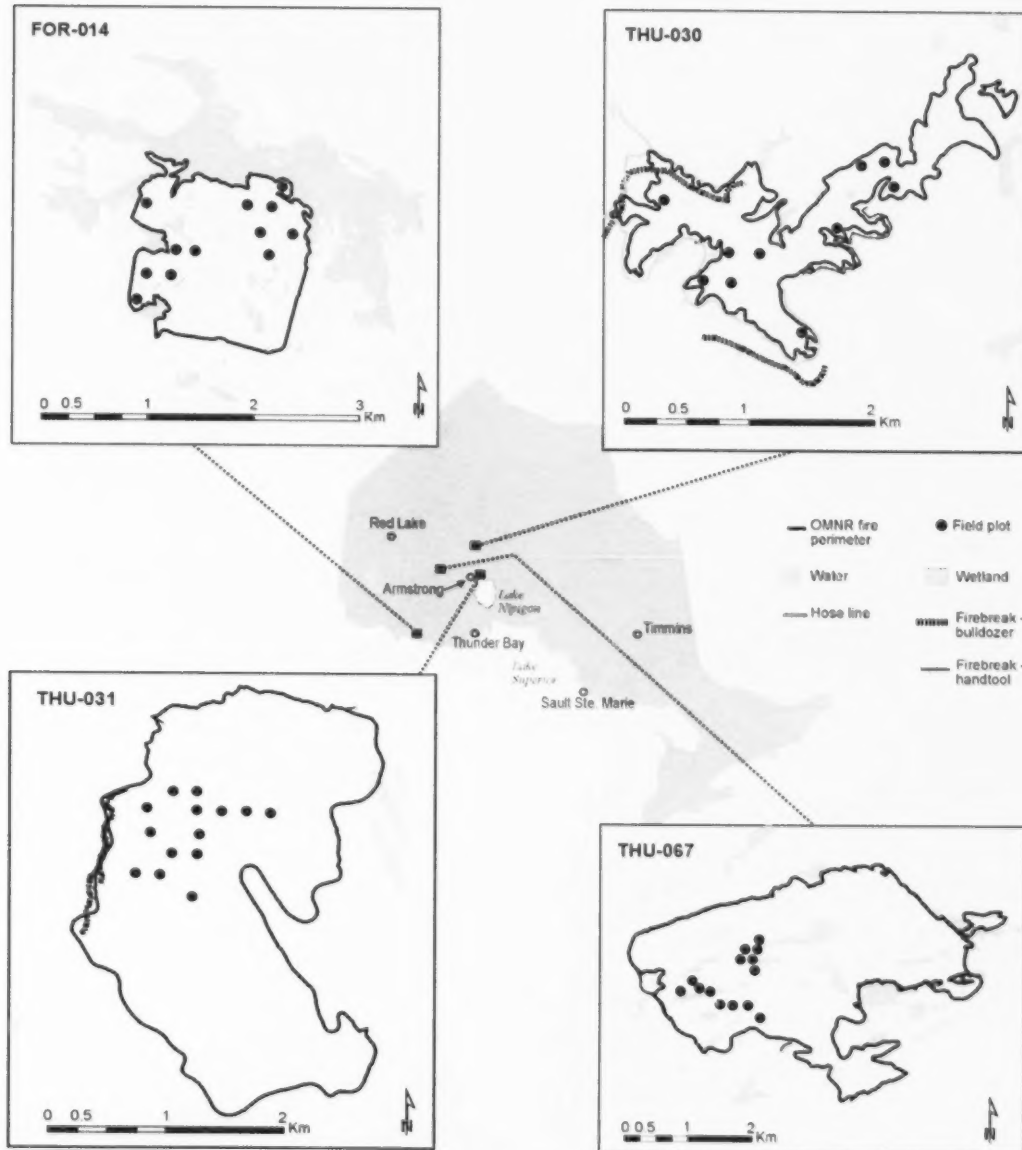 FOR-014
0 0.5 1 2 3
Km
N
THU-030
0 0.5 1 2
Km
N
Red Lake
Armstrong
Lake
Nipigon
Thunder Bay
Lake
Superior
Timmins
Sault Ste. Marie
OMNR fire
perimeter
Field plot
Water
Wetland
Hose line
Firebreak -
bulldozer
Firebreak -
handtool
THU-031
0 0.5 1 2
Km
N
THU-067
0 0.5 1 2
Km
N